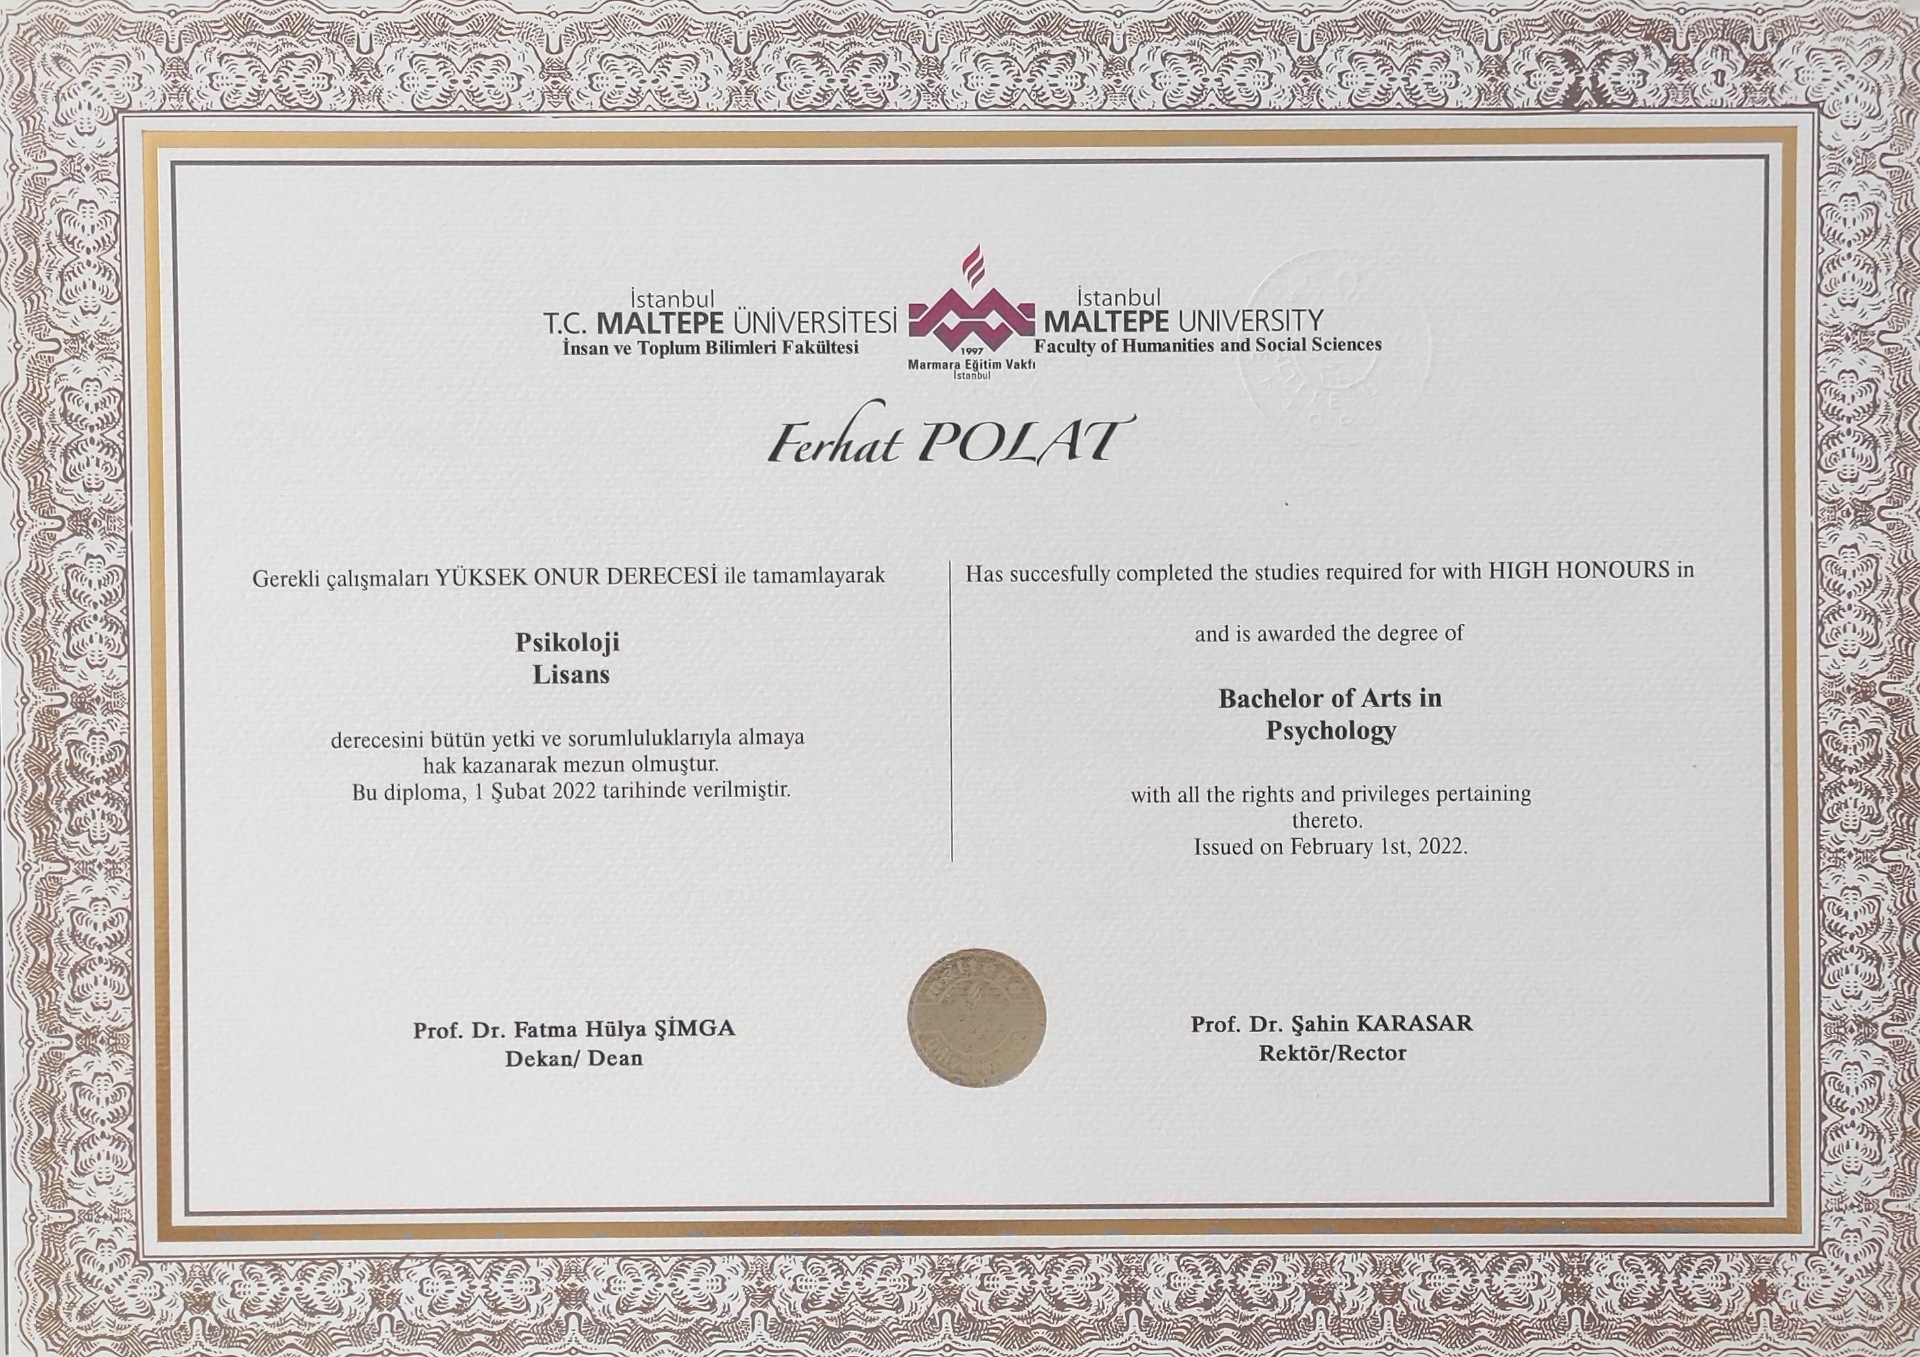 İstanbul
T.C. MALTEPE ÜNİVERSİTESİ
İnsan ve Toplum Bilimleri Fakültesi
1997
Marmara Eğitim Vakfı
İstanbul
İstanbul
MALTEPE UNIVERSITY
Faculty of Humanities and Social Sciences
Ferhat POLAT
Gerekli çalışmaları YÜKSEK ONUR DERECESİ ile tamamlayarak
Psikoloji
Lisans
derecesini bütün yetki ve sorumluluklarıyla almaya
hak kazanarak mezun olmuştur.
Bu diploma, 1 Şubat 2022 tarihinde verilmiştir.
Has succesfully completed the studies required for with HIGH HONOURS in
and is awarded the degree of
Bachelor of Arts in
Psychology
with all the rights and privileges pertaining
thereto.
Issued on February 1st, 2022.
Prof. Dr. Fatma Hülya ŞİMGA
Dekan/ Dean
Prof. Dr. Şahin KARASAR
Rektör/Rector